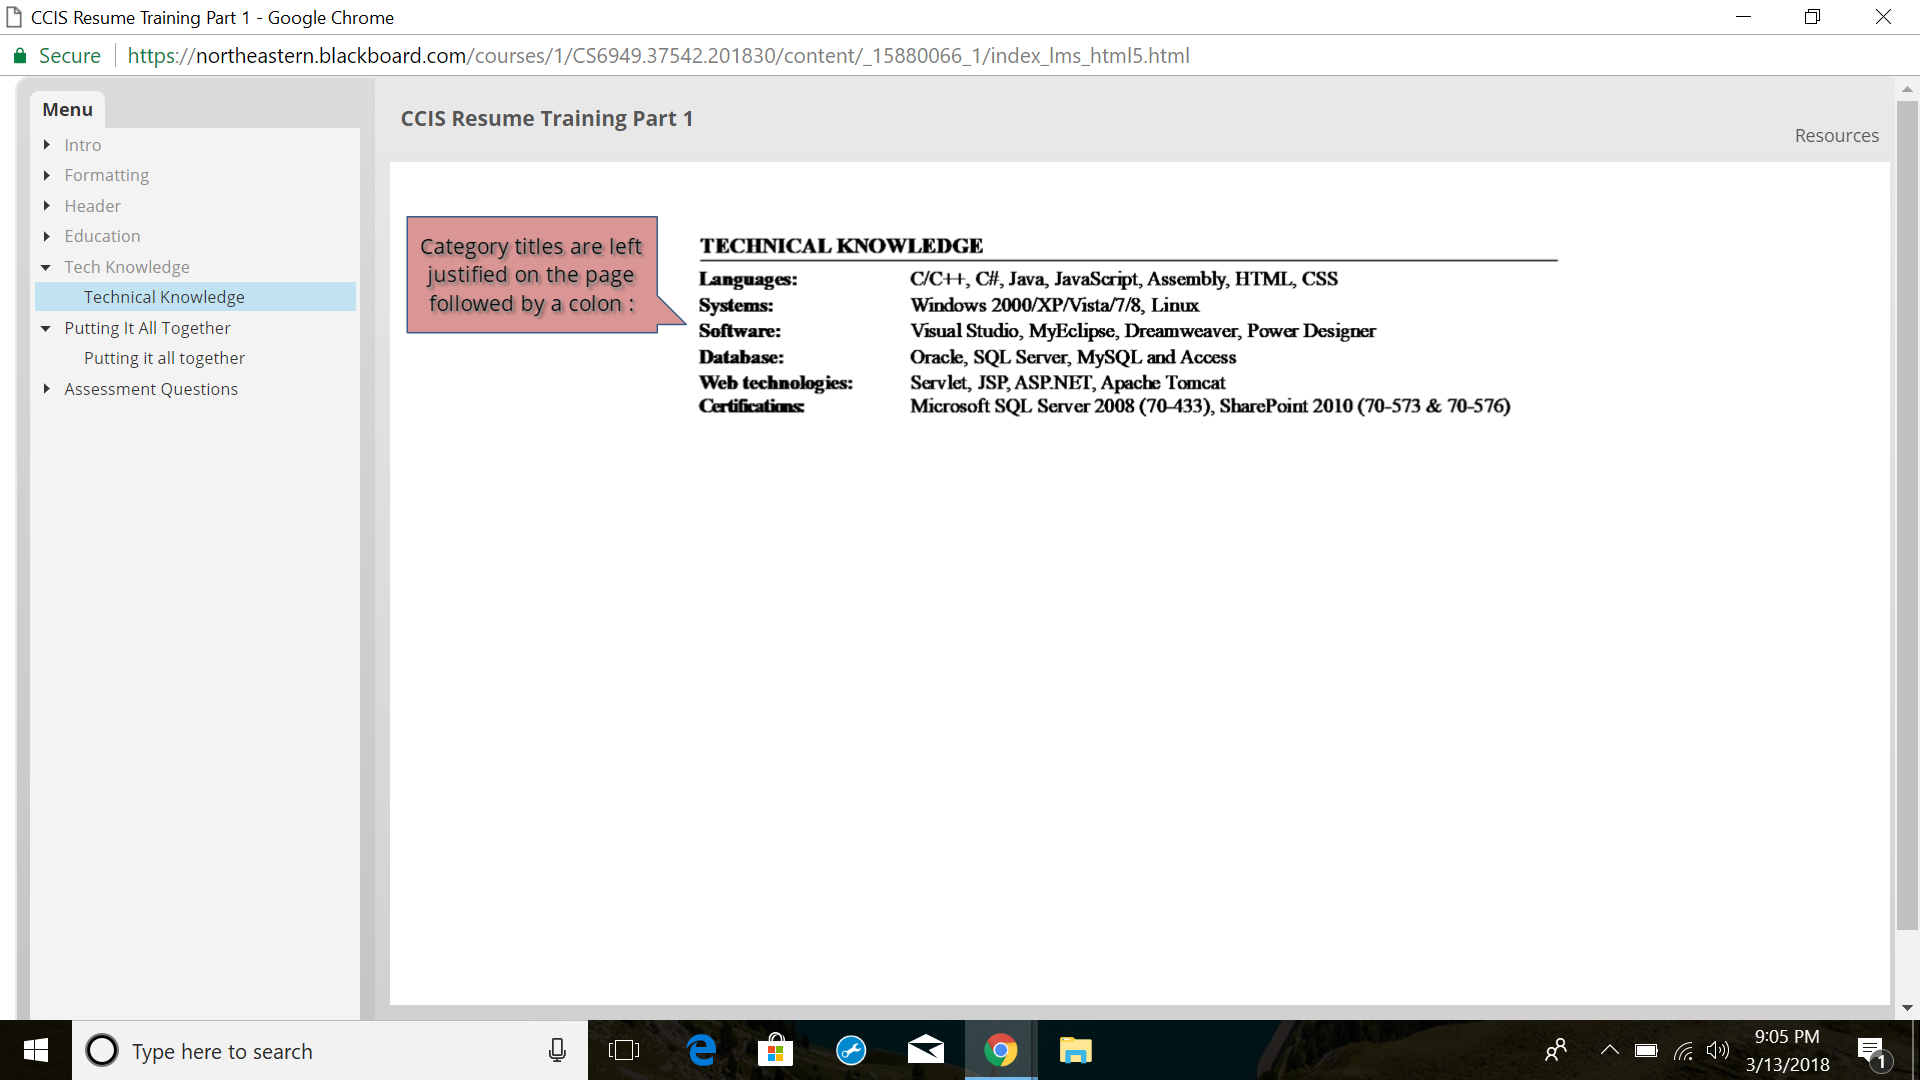 CCIS Resume Training Part 1 - Google Chrome
Secure https://northeastern.blackboard.com/courses/1/CS6949.37542.201830/content/_15880066_1/index_lms_html5.html
Menu
Intro
Formatting
Header
Education
Tech Knowledge
Technical Knowledge
Putting It All Together
Putting it all together
Assessment Questions
CCIS Resume Training Part 1
Resources
Category titles are left
justified on the page
followed by a colon :
TECHNICAL KNOWLEDGE
Languages: C/C++, C#, Java, JavaScript, Assembly, HTML, CSS
Systems: Windows 2000/XP/Vista/7/8, Linux
Software: Visual Studio, MyEclipse, Dreamweaver, Power Designer
Database: Oracle, SQL Server, MySQL and Access
Web technologies: Servlet, JSP, ASP.NET, Apache Tomcat
Certifications: Microsoft SQL Server 2008 (70-433), SharePoint 2010 (70-573 & 70-576)
Type here to search
9:05 PM
3/13/2018
1